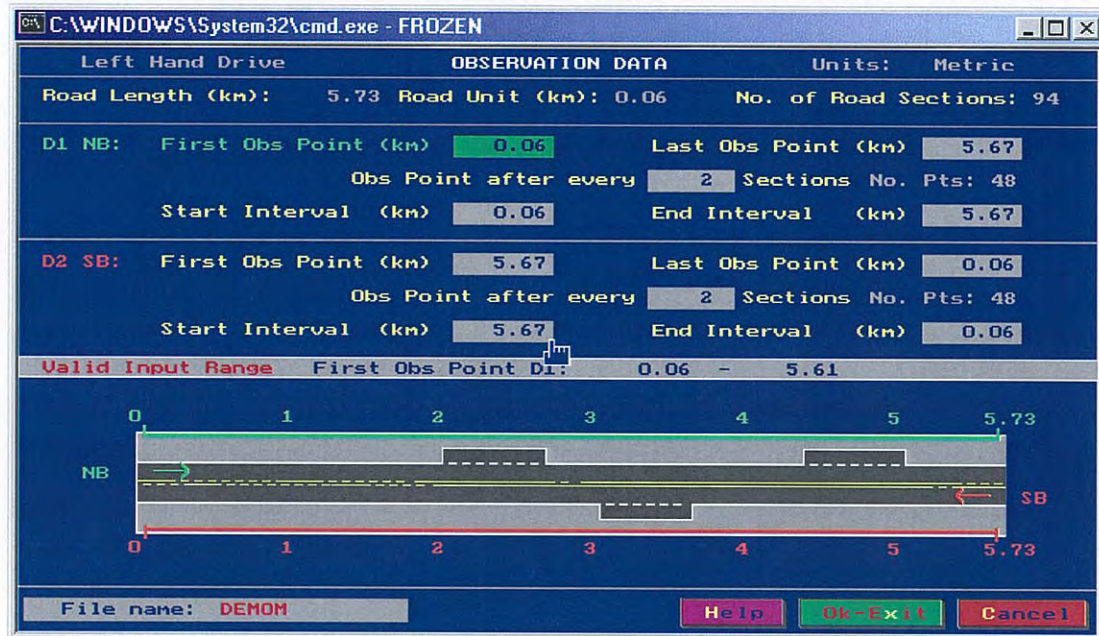 C:\WINDOWS\System32\cmd.exe - FROZEN
Left Hand Drive OBSERVATION DATA Units: Metric
Road Length (km): 5.73 Road Unit (km): 0.06 No. of Road Sections: 94
D1 NB: First Obs Point (km) 0.06 Last Obs Point (km) 5.67
Obs Point after every 2 Sections No. Pts: 48
Start Interval (km) 0.06 End Interval (km) 5.67
D2 SB: First Obs Point (km) 5.67 Last Obs Point (km) 0.06
Obs Point after every 2 Sections No. Pts: 48
Start Interval (km) 5.67 End Interval (km) 0.06
Valid Input Range First Obs Point D1: 0.06 - 5.61
0 1 2 3 4 5 5.73
NB
SB
0 1 2 3 4 5 5.73
File name: DEMOM Help Ok-Exit Cancel